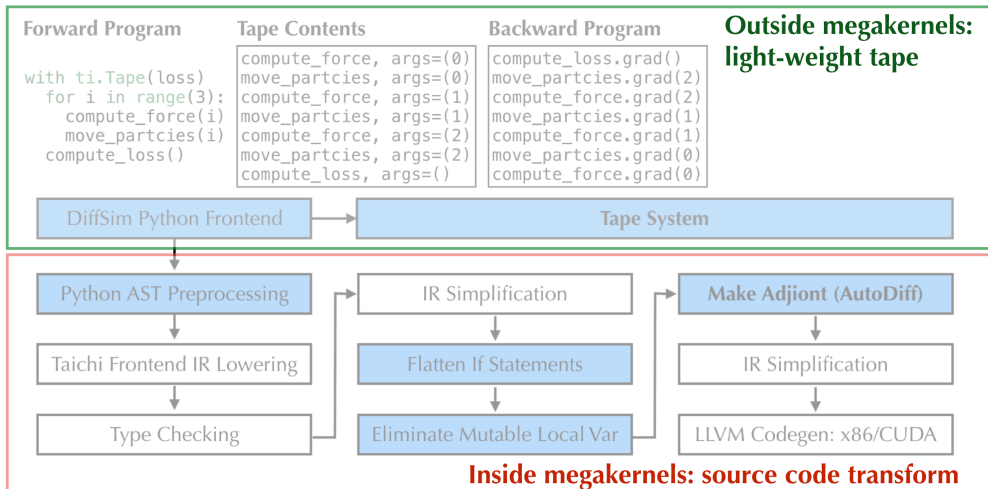 Forward Program
with ti.Tape(loss)
for i in range(3):
compute_force(i)
move_partcies(i)
compute_loss()
Tape Contents
compute_force, args=(0)
move_partcies, args=(0)
compute_force, args=(1)
move_partcies, args=(1)
compute_force, args=(2)
move_partcies, args=(2)
compute_loss, args=()
Backward Program
compute_loss.grad()
move_partcies.grad(2)
compute_force.grad(2)
move_partcies.grad(1)
compute_force.grad(1)
move_partcies.grad(0)
compute_force.grad(0)
Outside megakernels:
light-weight tape
DiffSim Python Frontend
Tape System
Python AST Preprocessing
Taichi Frontend IR Lowering
Type Checking
IR Simplification
Flatten If Statements
Eliminate Mutable Local Var
Make Adjiont (AutoDiff)
IR Simplification
LLVM Codegen: x86/CUDA
Inside megakernels: source code transform